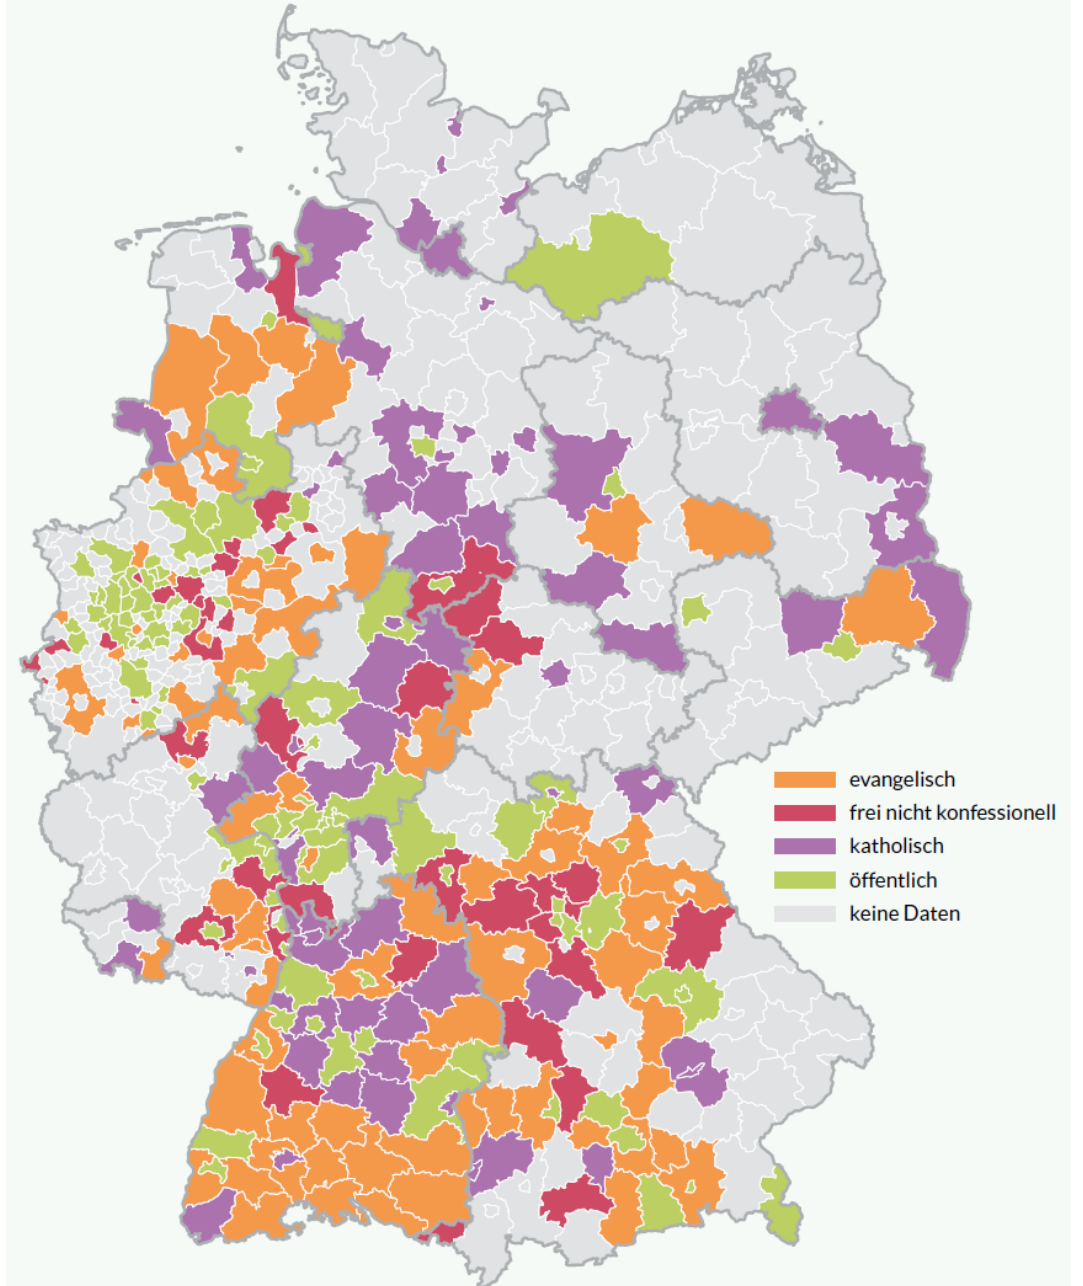 evangelisch
frei nicht konfessionell
katholisch
öffentlich
keine Daten